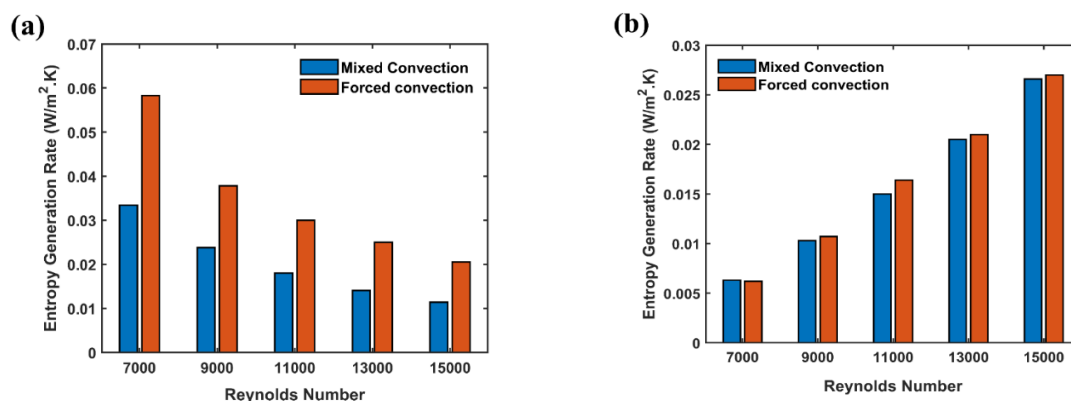 (a)
Entropy Generation Rate (W/m².K)
0.07
0.06
0.05
0.04
0.03
0.02
0.01
0
Mixed Convection
Forced convection
7000 9000 11000 13000 15000
Reynolds Number
(b)
Entropy Generation Rate (W/m².K)
0.03
0.025
0.02
0.015
0.01
0.005
0
Mixed Convection
Forced convection
7000 9000 11000 13000 15000
Reynolds Number